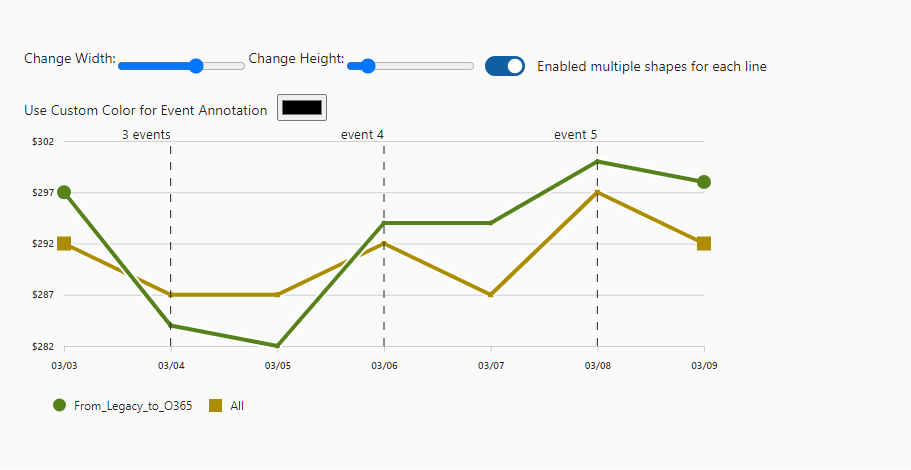 Change Width: Change Height: Enabled multiple shapes for each line
Use Custom Color for Event Annotation
3 events event 4 event 5
$302
$297
$292
$287
$282
03/03 03/04 03/05 03/06 03/07 03/08 03/09
From_Legacy_to_O365 All